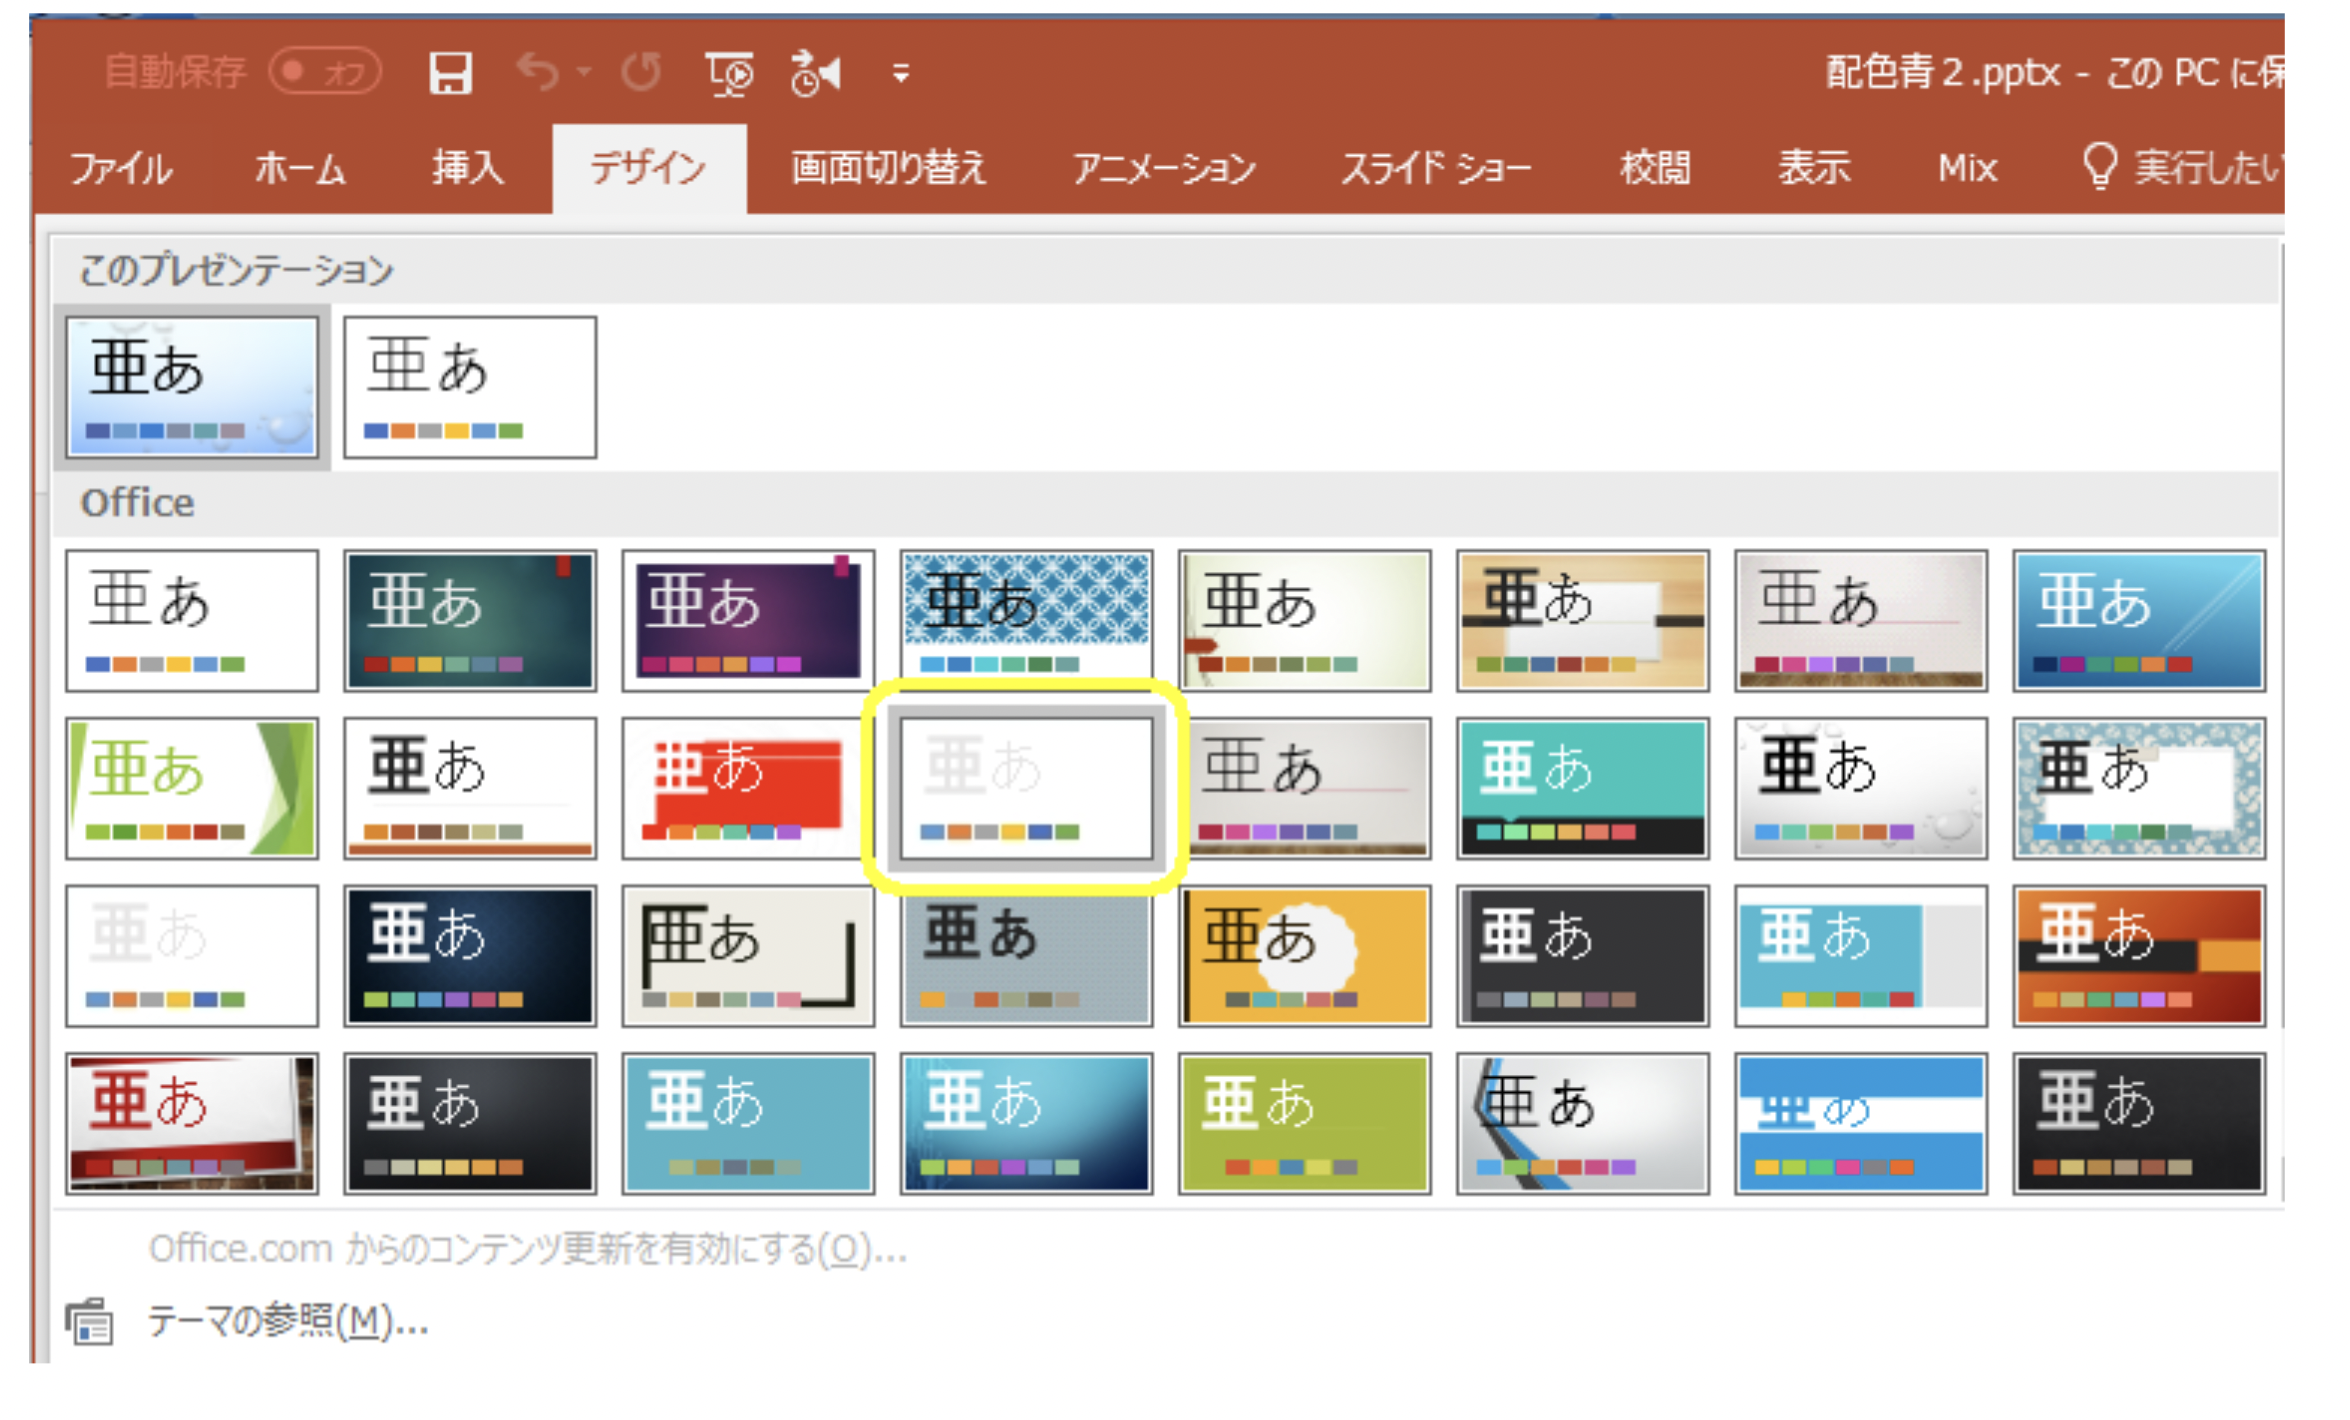 自動保存 オフ
配色青２.pptx - この PC に保
ファイル ホーム 挿入 デザイン 画面切り替え アニメーション スライド ショー 校閲 表示 Mix 実行したい
このプレゼンテーション
亜あ 亜あ
Office
亜あ 亜あ 亜あ 亜あ 亜あ 亜あ 亜あ 亜あ
亜あ 亜あ 亜あ 亜あ 亜あ 亜あ 亜あ 亜あ
亜あ 亜あ 亜あ 亜あ 亜あ 亜あ 亜あ 亜あ
亜あ 亜あ 亜あ 亜あ 亜あ 亜あ 亜あ 亜あ
Office.com からのコンテンツ更新を有効にする(O)...
テーマの参照(M)...